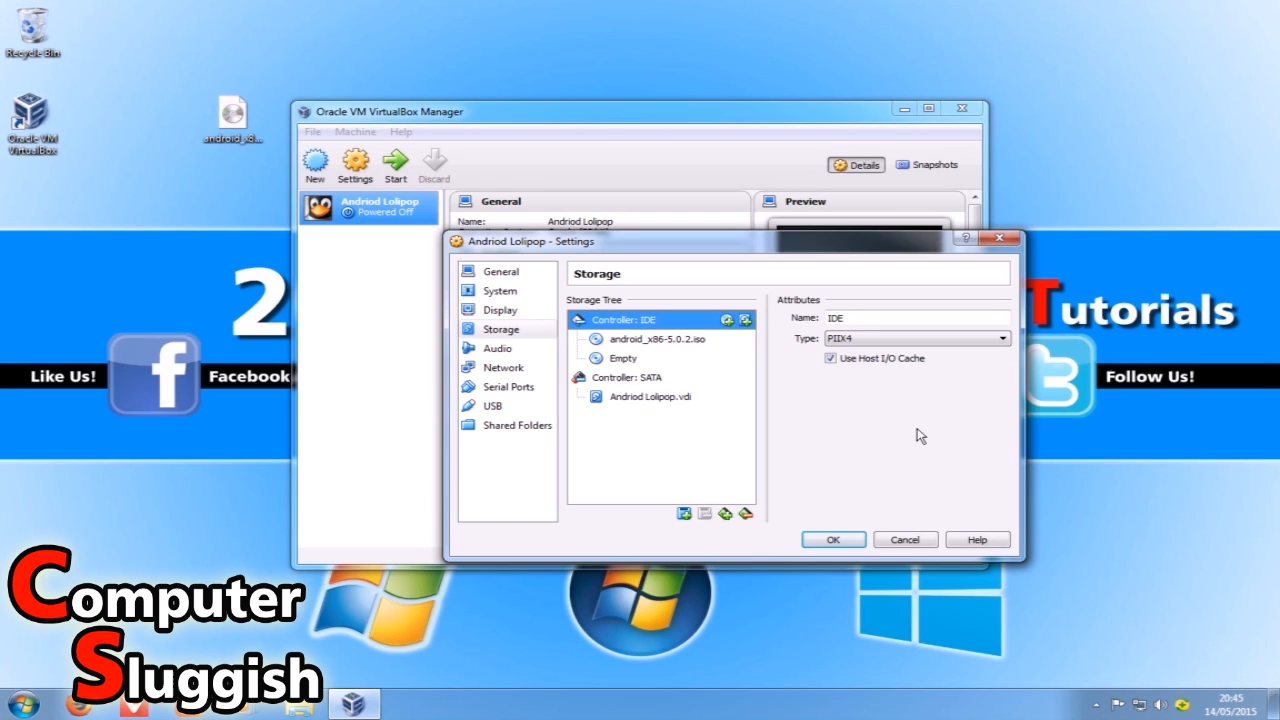 Recycle Bin
Oracle VM
VirtualBox
android_x8...
Oracle VM VirtualBox Manager
File Machine Help
New Settings Start Discard
Details Snapshots
Andriod Lolipop
Powered Off
General
Name: Andriod Lolipop
Preview
Andriod Lolipop - Settings
General
System
Display
Storage
Audio
Network
Serial Ports
USB
Shared Folders
Storage
Storage Tree
Controller: IDE
android_x86-5.0.2.iso
Empty
Controller: SATA
Andriod Lolipop.vdi
Attributes
Name: IDE
Type: PIIX4
Use Host I/O Cache
OK Cancel Help
2
Tutorials
Like Us!
Facebook
Follow Us!
Computer
Sluggish
20:45
14/05/2015